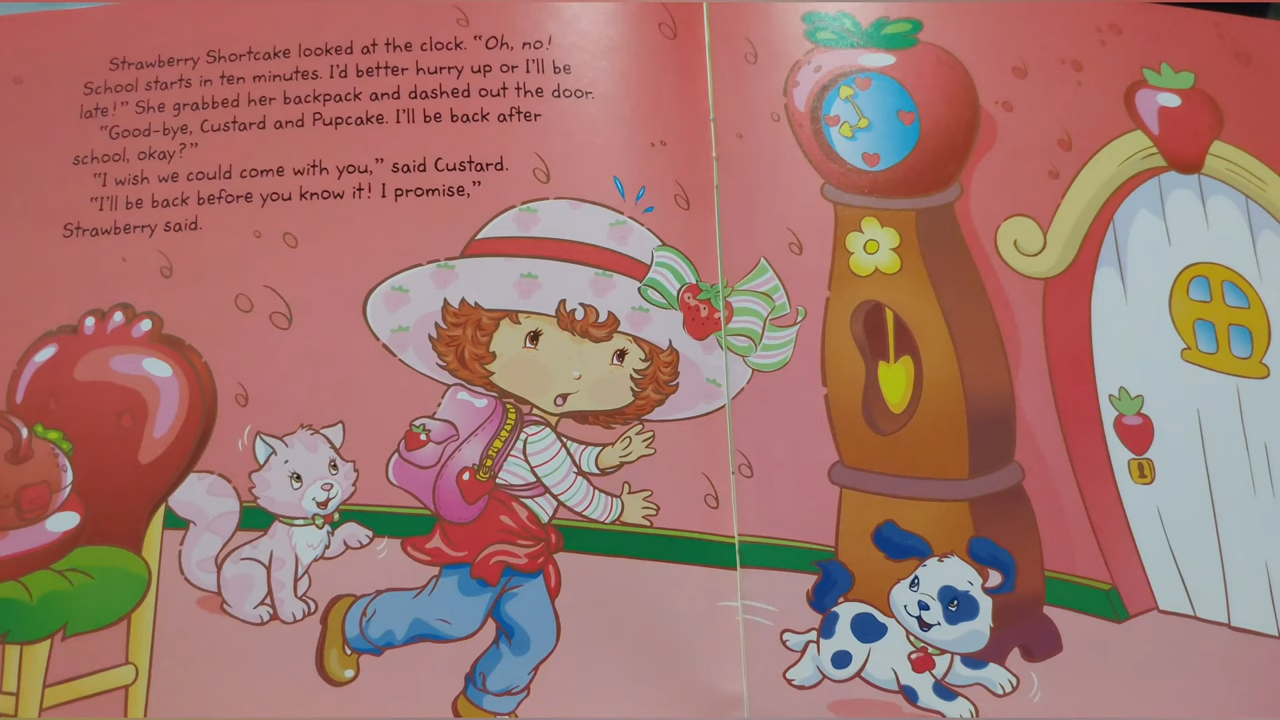 Strawberry Shortcake looked at the clock. “Oh, no!
School starts in ten minutes. I’d better hurry up or I’ll be
late!” She grabbed her backpack and dashed out the door.
“Good-bye, Custard and Pupcake. I’ll be back after
school, okay?”
“I wish we could come with you,” said Custard.
“I’ll be back before you know it! I promise,”
Strawberry said.